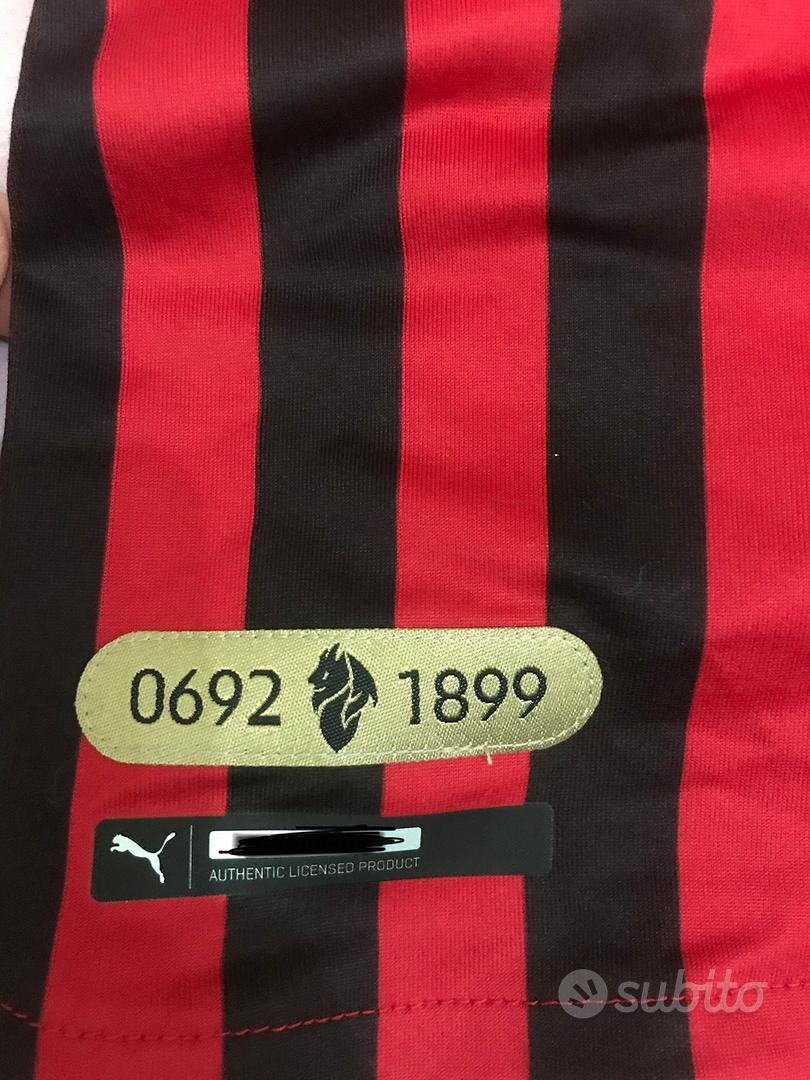 0692 1899
AUTHENTIC LICENSED PRODUCT
subito